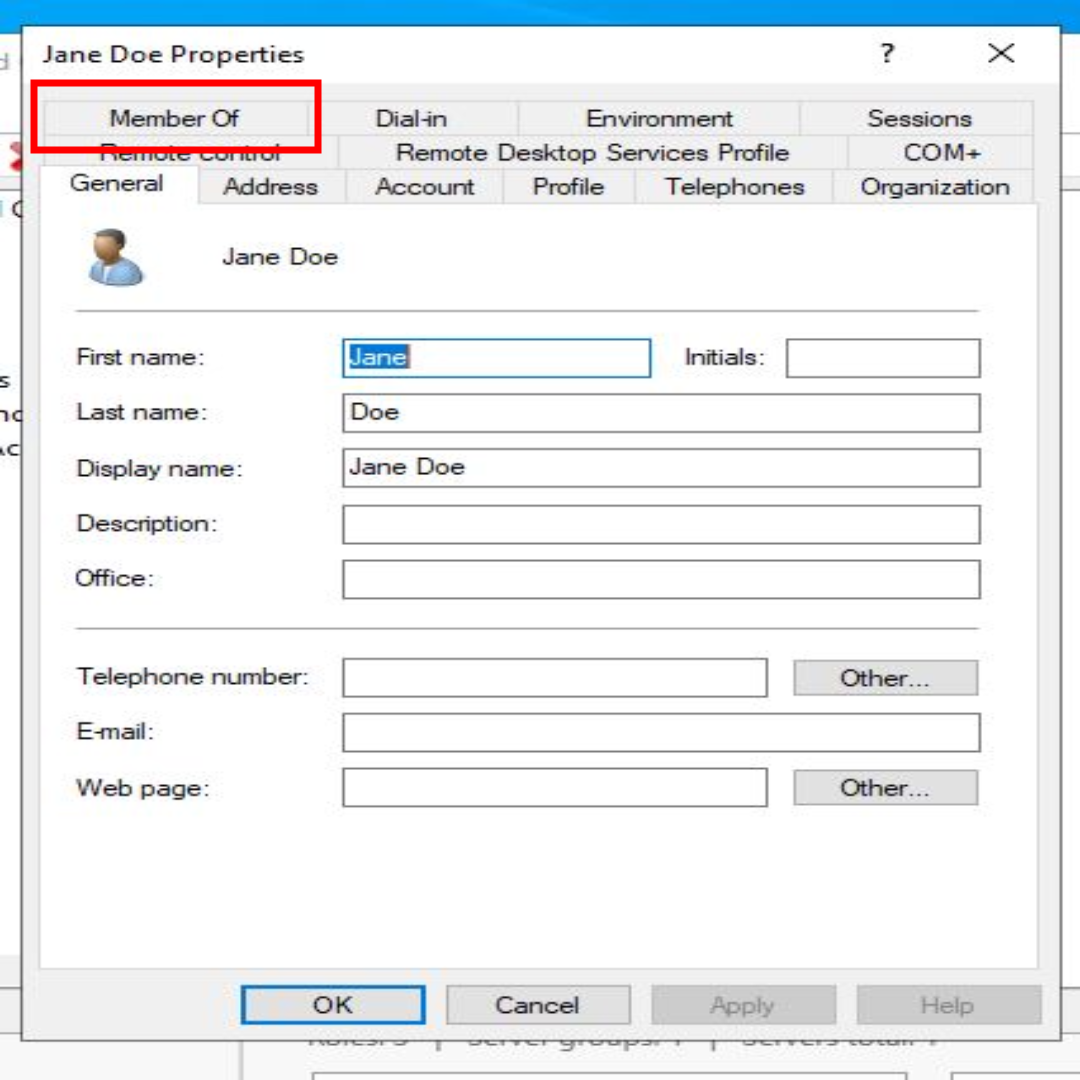 Jane Doe Properties ?
Member Of Dial-in Environment Sessions
Remote control Remote Desktop Services Profile COM+
General Address Account Profile Telephones Organization
Jane Doe
First name: Jane Initials:
Last name: Doe
Display name: Jane Doe
Description:
Office:
Telephone number: Other...
E-mail:
Web page: Other...
OK Cancel Apply Help